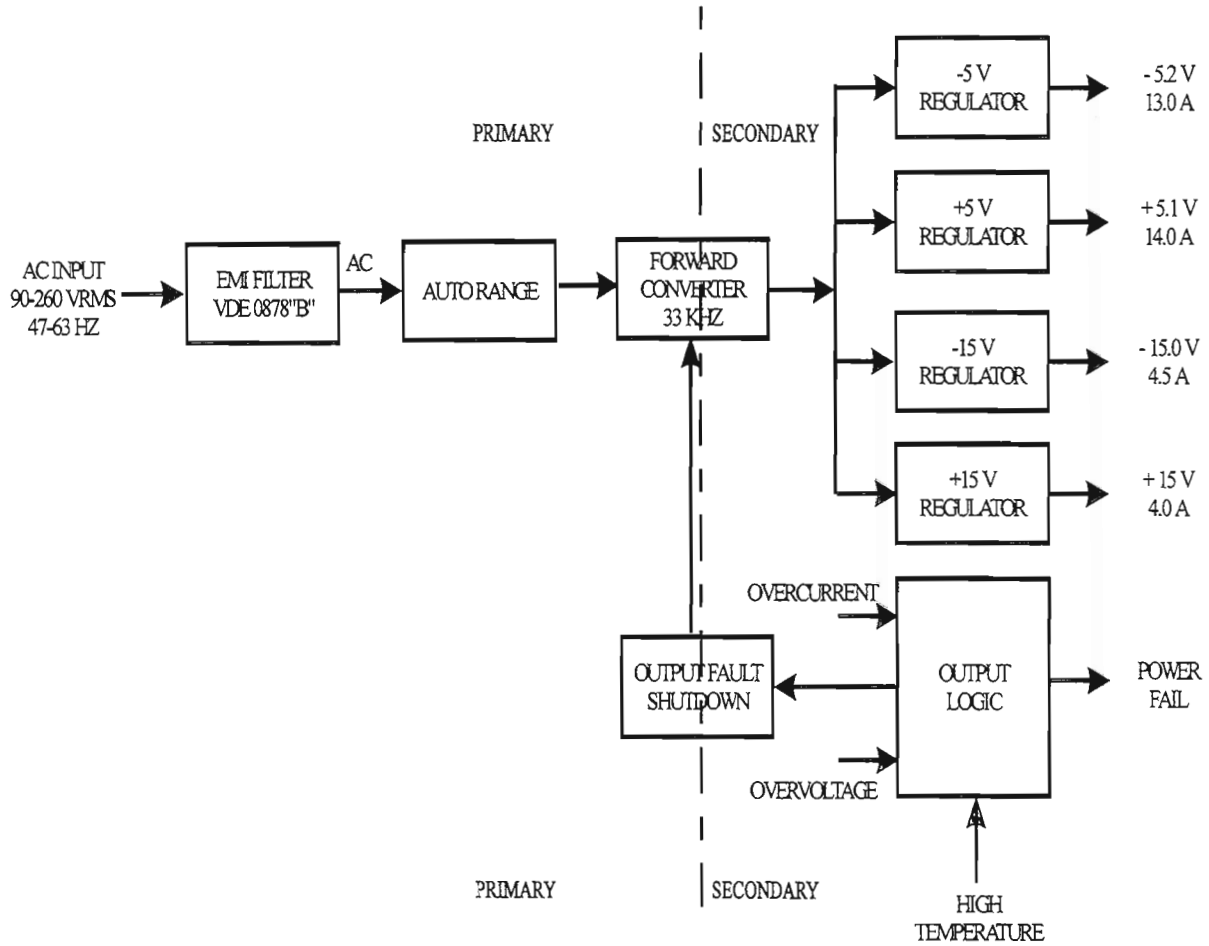 -5 V
REGULATOR
- 5.2 V
13.0 A
PRIMARY
SECONDARY
+5 V
REGULATOR
+ 5.1 V
14.0 A
AC INPUT
90-260 VRMS
47-63 HZ
EMI FILTER
VDE 0878"B"
AC
AUTO RANGE
FORWARD
CONVERTER
33 KHZ
-15 V
REGULATOR
- 15.0 V
4.5 A
+15 V
REGULATOR
+ 15 V
4.0 A
OVERCURRENT
OUTPUT FAULT
SHUTDOWN
OUTPUT
LOGIC
POWER
FAIL
OVERVOLTAGE
PRIMARY
SECONDARY
HIGH
TEMPERATURE